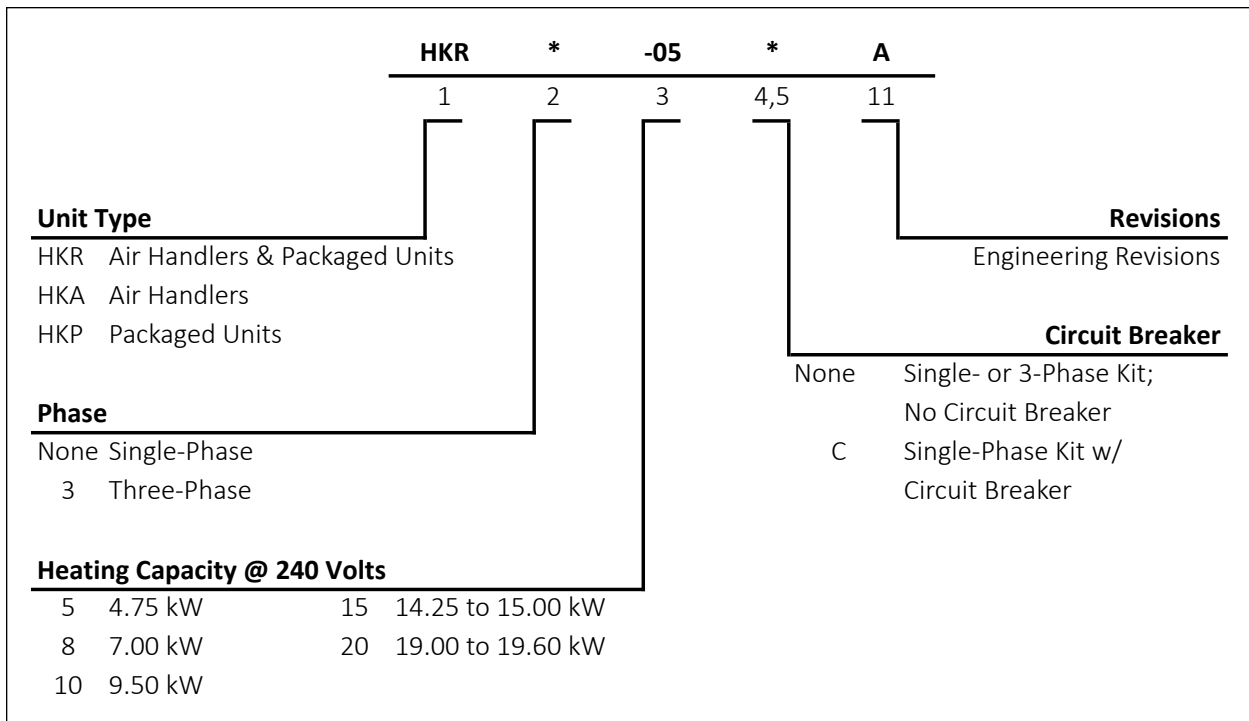 HKR * -05 * A
1 2 3 4,5 11
Unit Type
HKR Air Handlers & Packaged Units
HKA Air Handlers
HKP Packaged Units
Phase
None Single-Phase
3 Three-Phase
Heating Capacity @ 240 Volts
5 4.75 kW 15 14.25 to 15.00 kW
8 7.00 kW 20 19.00 to 19.60 kW
10 9.50 kW
Revisions
Engineering Revisions
Circuit Breaker
None Single- or 3-Phase Kit;
No Circuit Breaker
C Single-Phase Kit w/
Circuit Breaker